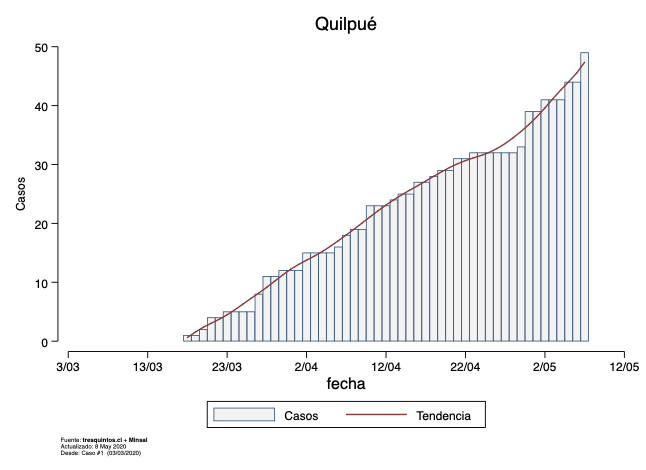 Quilpué
50
40
30
20
10
0
Casos
3/03 13/03 23/03 2/04 12/04 22/04 2/05 12/05
fecha
Casos Tendencia
Fuente: tresquintos.cl + Minsal
Actualizado: 8 May 2020
Desde: Caso #1 (03/03/2020)